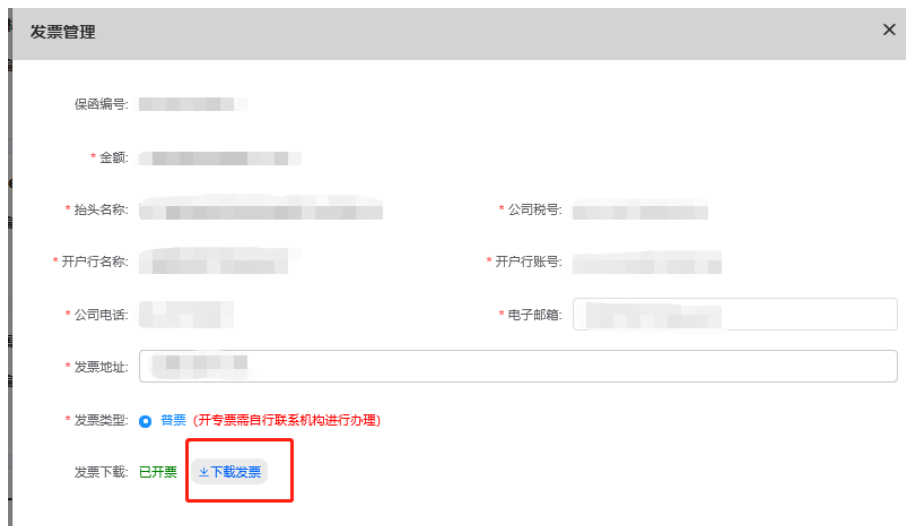 发票管理
保函编号:
* 金额:
* 抬头名称: * 公司税号:
* 开户行名称: * 开户行账号:
* 公司电话: * 电子邮箱:
* 发票地址:
* 发票类型: 普票 (开专票需自行联系机构进行办理)
发票下载: 已开票 下载发票